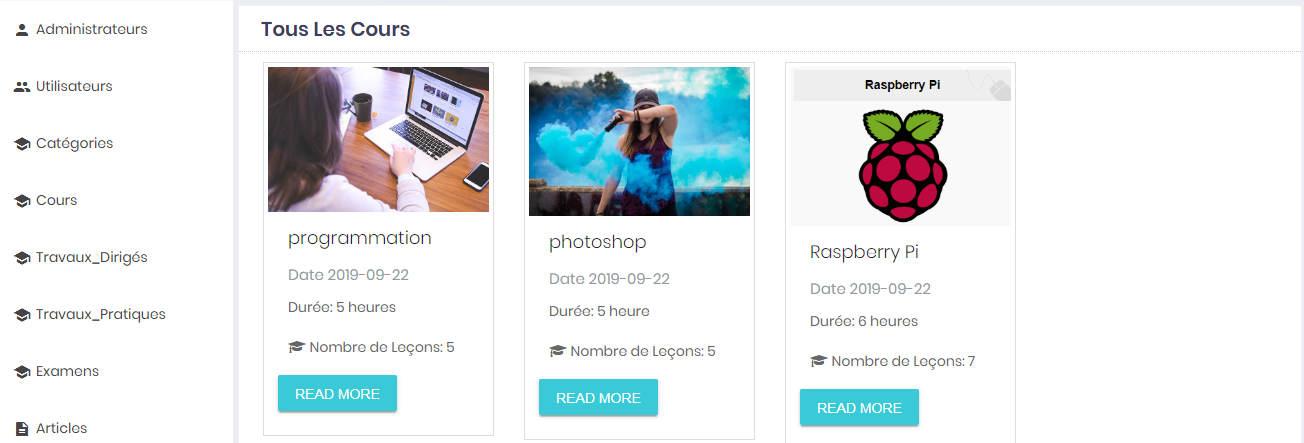 Administrateurs
Utilisateurs
Catégories
Cours
Travaux_Dirigés
Travaux_Pratiques
Examens
Articles
Tous Les Cours
programmation
Date 2019-09-22
Durée: 5 heures
Nombre de Leçons: 5
READ MORE
photoshop
Date 2019-09-22
Durée: 5 heure
Nombre de Leçons: 5
READ MORE
Raspberry Pi
Raspberry Pi
Date 2019-09-22
Durée: 6 heures
Nombre de Leçons: 7
READ MORE